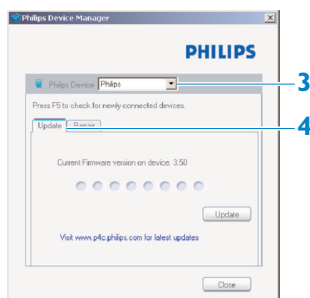 Philips Device Manager
PHILIPS
Philips Device Philips
3
Press F5 to check for newly connected devices.
Update Repair
4
Current Firmware version on device: 3.50
Update
Visit www.p4c.philips.com for latest updates
Close